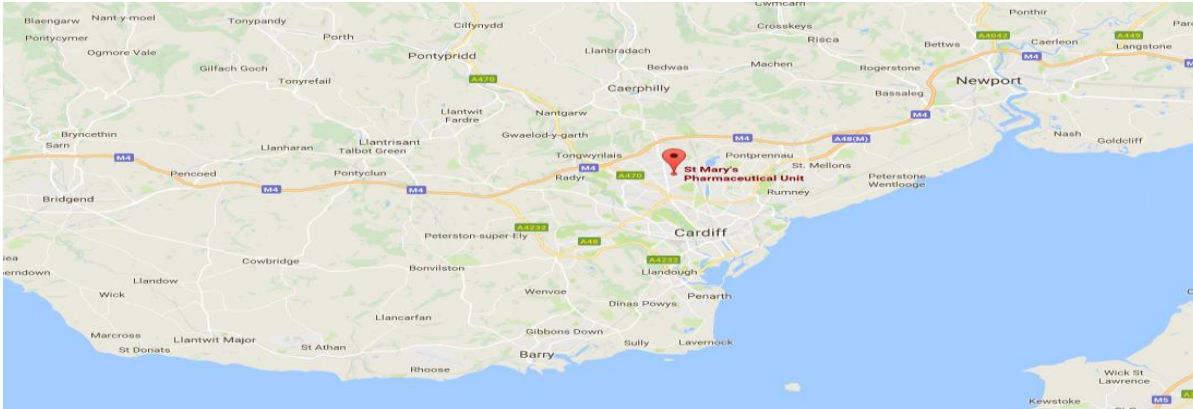 Blaengarw
Nant-y-moel
Tonypandy
Cilfynydd
Cwmcarn
Ponthir
Pontycymer
Porth
Crosskeys
Risca
Bettws
A4042
Caerleon
A449
Langstone
Ogmore Vale
Llanbradach
Pontypridd
M4
Gilfach Goch
Bedwas
Machen
Rogerstone
Tonyrefail
A470
Newport
Caerphilly
Bassaleg
Llantwit
Fardre
Nantgarw
M4
Bryncethin
Gwaelod-y-garth
M4
A48(M)
Nash
Goldcliff
Sarn
Llanharan
Llantrisant
Talbot Green
Tongwynlais
Pontprennau
M4
Pencoed
Pontyclun
M4
Radyr
A470
St Mary's
Pharmaceutical Unit
St. Mellons
Peterstone
Wentlooge
M4
M4
Rumney
Bridgend
A4232
Peterston-super-Ely
A48
Cardiff
Cowbridge
Bonvilston
A4232
Llandough
Llandow
Wick
Wenvoe
Dinas Powys
Penarth
Llancarfan
Marcross
Llantwit Major
St Athan
Gibbons Down
Sully
Lavernock
St Donats
Barry
Rhoose
Wick St
Lawrence
Kewstoke
M5